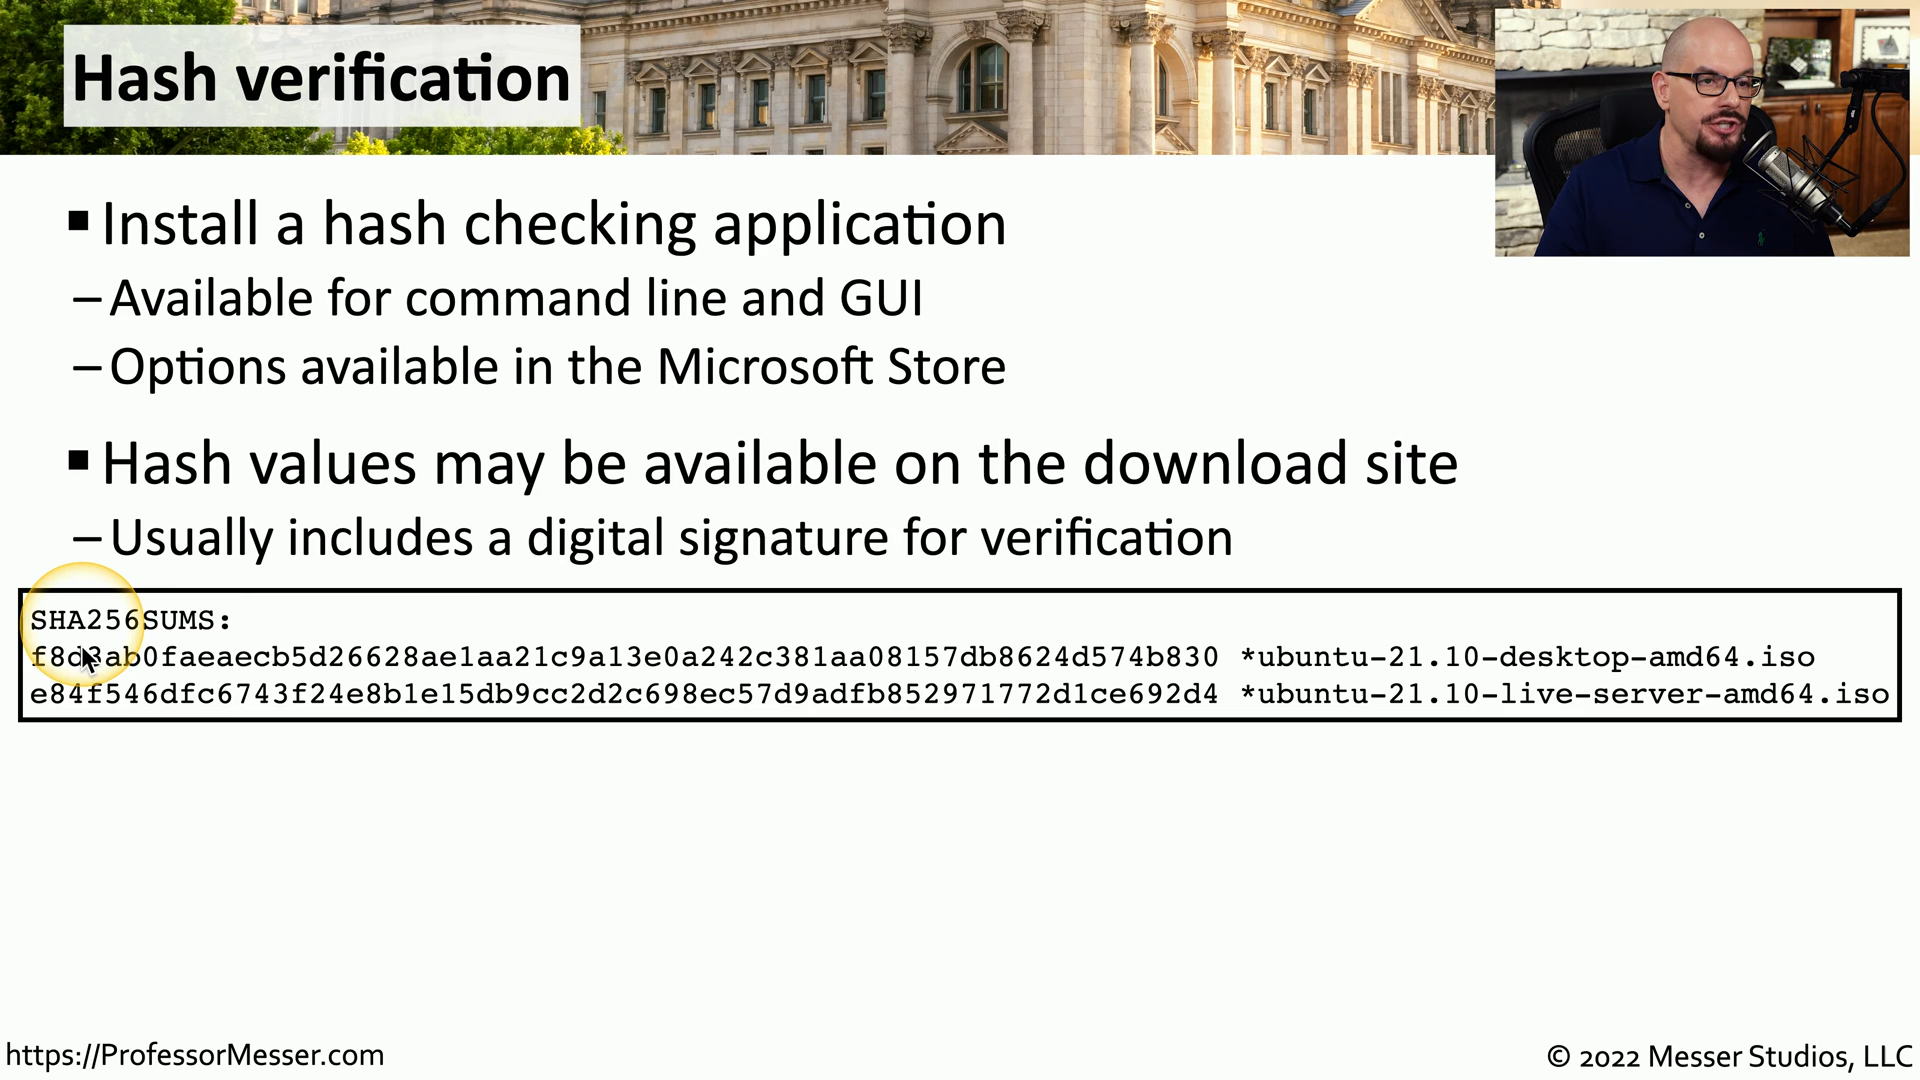 Hash verification
▪ Install a hash checking application
– Available for command line and GUI
– Options available in the Microsoft Store
▪ Hash values may be available on the download site
– Usually includes a digital signature for verification
SHA256SUMS:
f8d3ab0faeaecb5d26628ae1aa21c9a13e0a242c381aa08157db8624d574b830 *ubuntu-21.10-desktop-amd64.iso
e84f546dfc6743f24e8b1e15db9cc2d2c698ec57d9adfb852971772d1ce692d4 *ubuntu-21.10-live-server-amd64.iso
https://ProfessorMesser.com
© 2022 Messer Studios, LLC